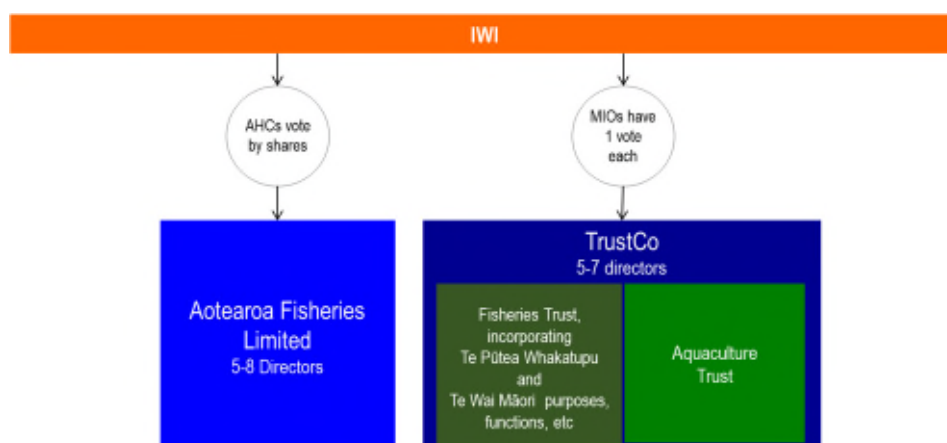 IWI
AHCs vote
by shares
MIOs have
1 vote
each
Aotearoa Fisheries
Limited
5-8 Directors
TrustCo
5-7 directors
Fisheries Trust,
incorporating
Te Pūtea Whakatupu
and
Te Wai Māori purposes,
functions, etc
Aquaculture
Trust